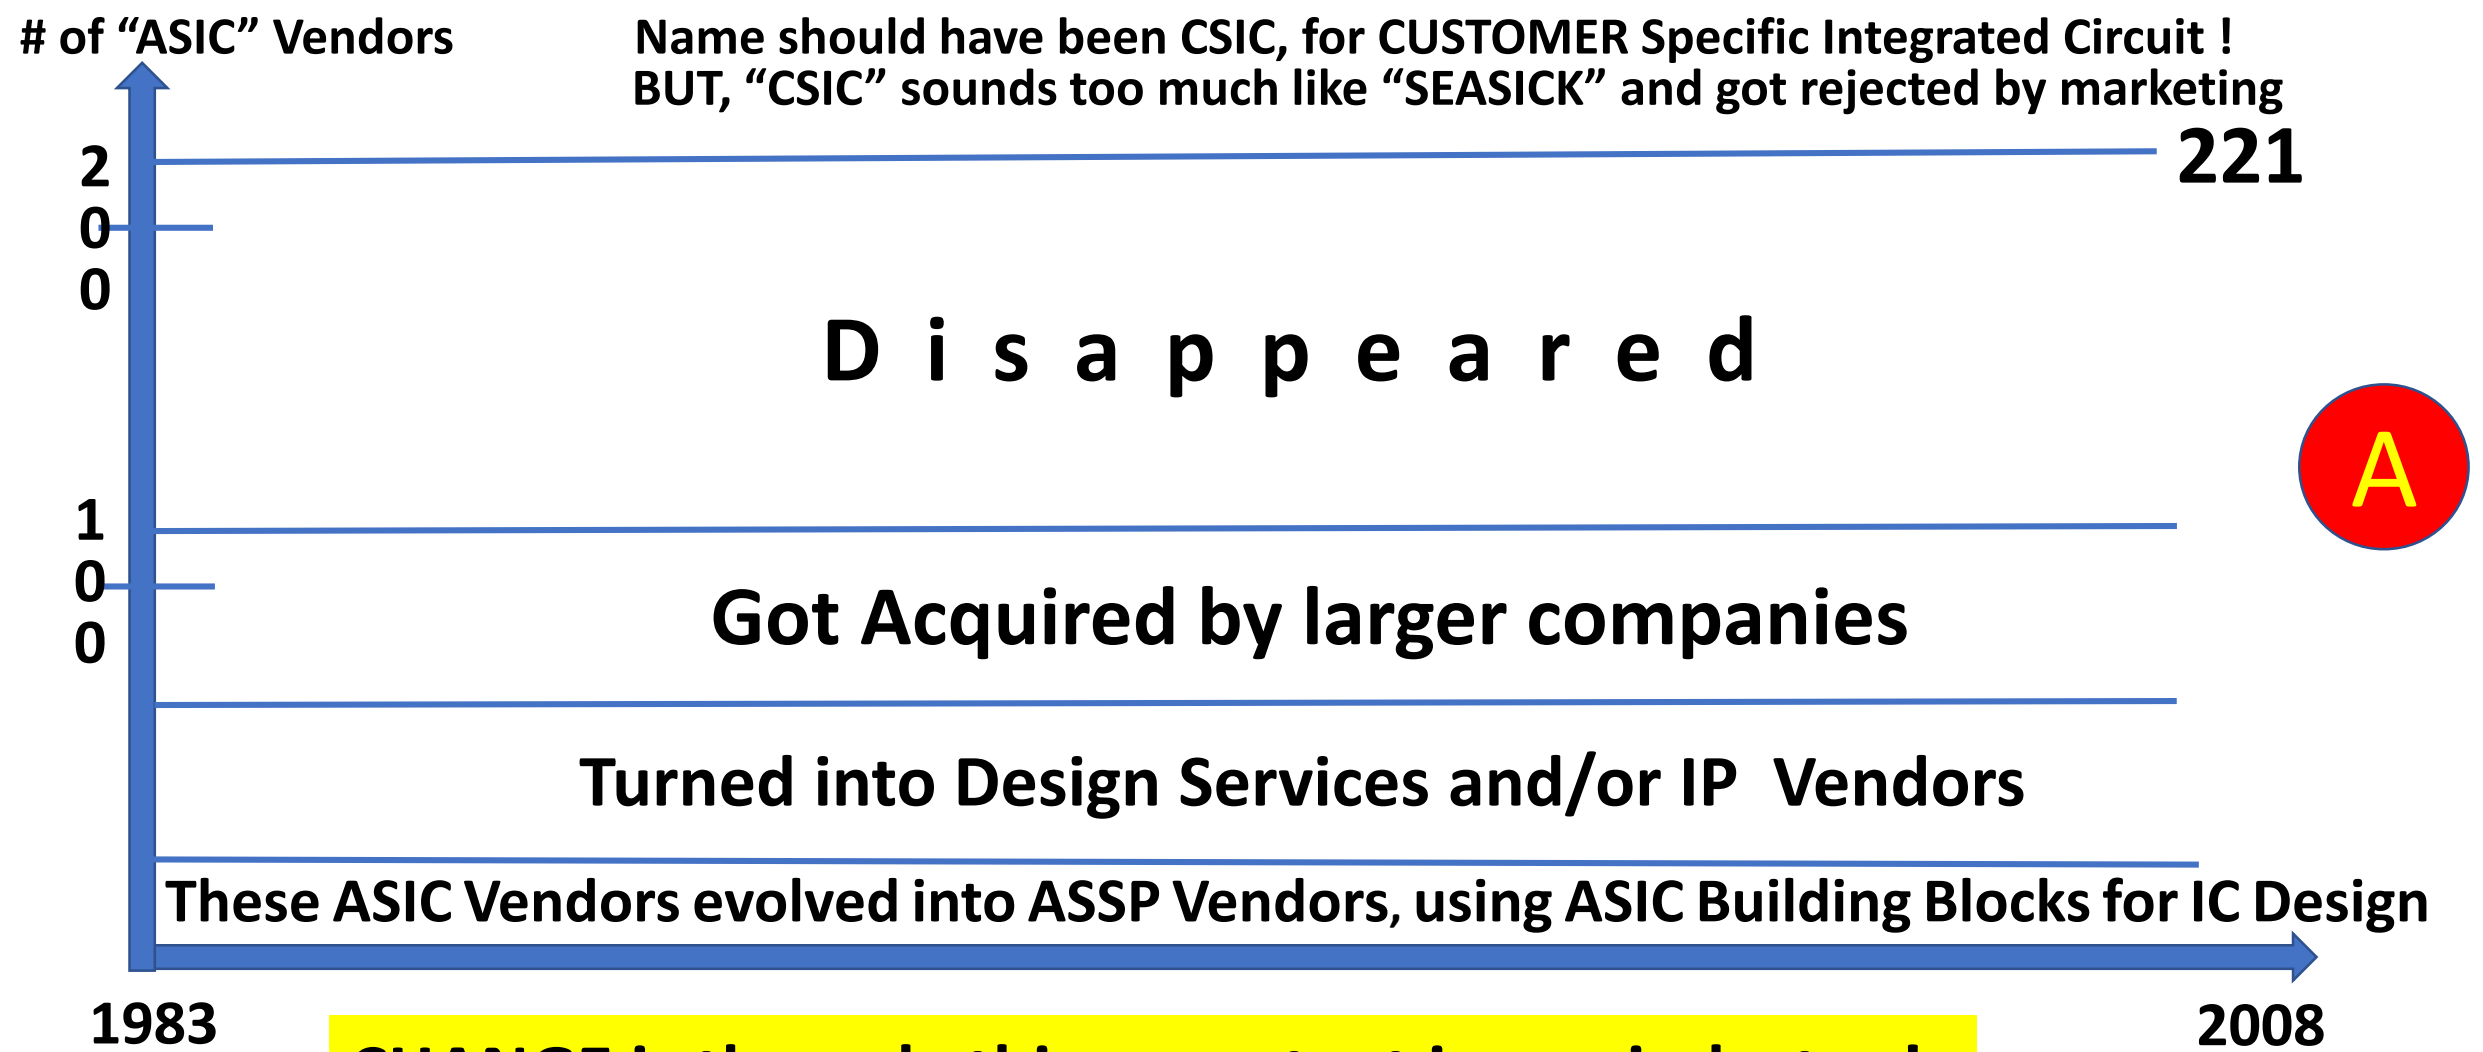 # of “ASIC” Vendors
Name should have been CSIC, for CUSTOMER Specific Integrated Circuit !
BUT, “CSIC” sounds too much like “SEASICK” and got rejected by marketing
221
2
0
0
Disappeared
A
1
0
0
Got Acquired by larger companies
Turned into Design Services and/or IP Vendors
These ASIC Vendors evolved into ASSP Vendors, using ASIC Building Blocks for IC Design
1983
2008